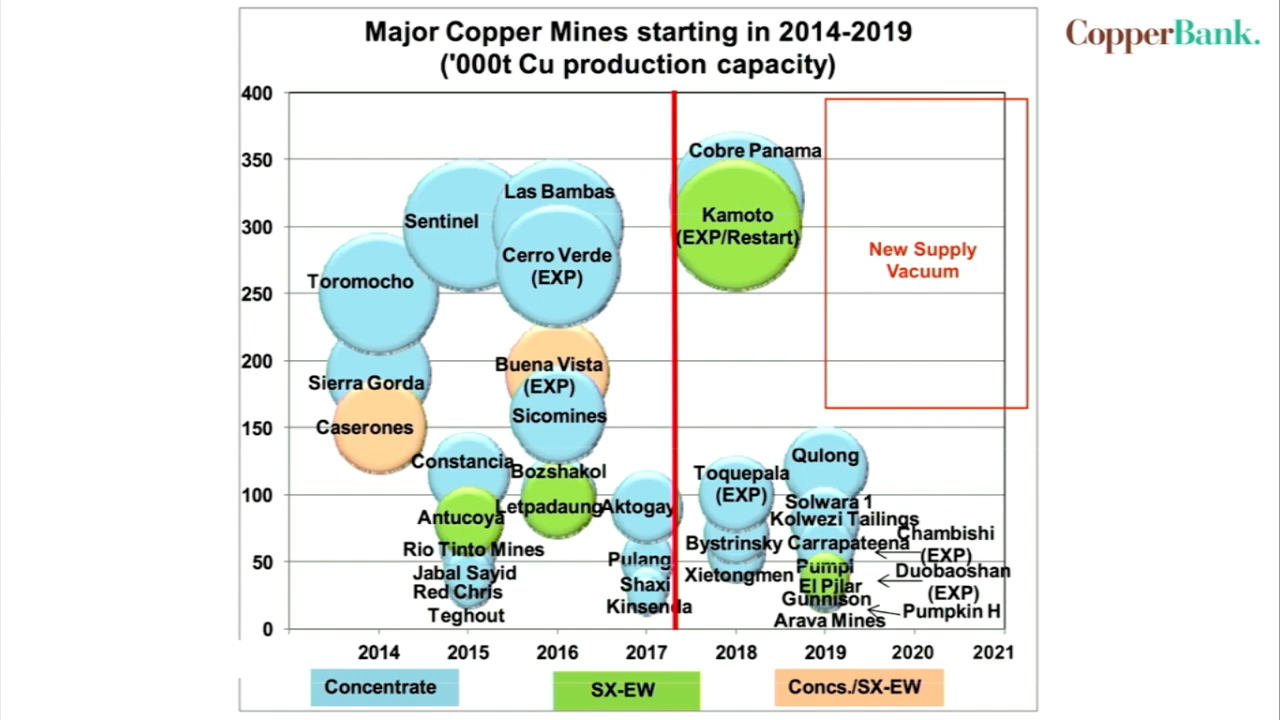 Major Copper Mines starting in 2014-2019
('000t Cu production capacity)
CopperBank.
400
350
300
250
200
150
100
50
0
Toromocho
Sierra Gorda
Caserones
Sentinel
Constancia
Antucoya
Rio Tinto Mines
Jabal Sayid
Red Chris
Teghout
Las Bambas
Cerro Verde
(EXP)
Buena Vista
(EXP)
Sicomines
Bozshakol
Letpadaung
Aktogay
Pulang
Shaxi
Kinsenda
Cobre Panama
Kamoto
(EXP/Restart)
Toquepala
(EXP)
Bystrinsky
Xietongmen
New Supply
Vacuum
Qulong
Solwara 1
Kolwezi Tailings
Carrapateena
Pumpi
El Pilar
Gunnison
Arava Mines
Chambishi
(EXP)
Duobaoshan
(EXP)
Pumpkin H
2014 2015 2016 2017 2018 2019 2020 2021
Concentrate
SX-EW
Concs./SX-EW